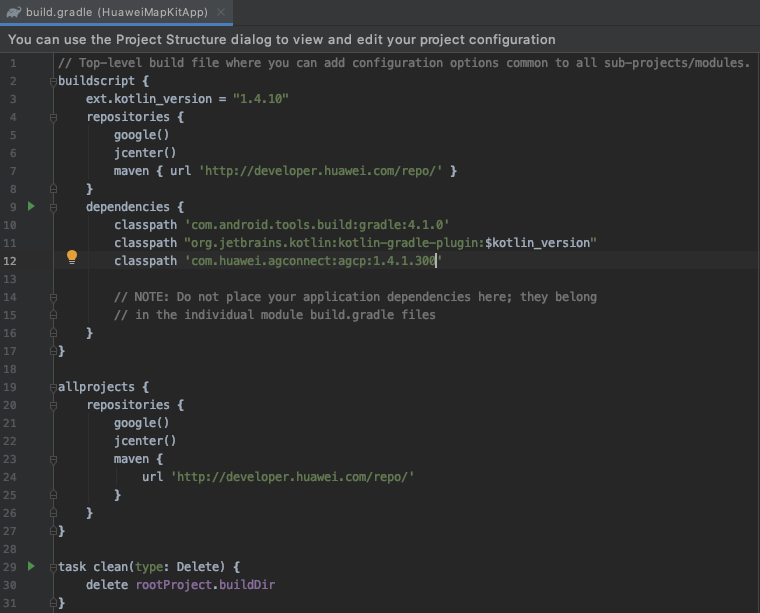 build.gradle (HuaweiMapKitApp)
You can use the Project Structure dialog to view and edit your project configuration
1 // Top-level build file where you can add configuration options common to all sub-projects/modules.
2 buildscript {
3     ext.kotlin_version = "1.4.10"
4     repositories {
5         google()
6         jcenter()
7         maven { url 'http://developer.huawei.com/repo/' }
8     }
9     dependencies {
10         classpath 'com.android.tools.build:gradle:4.1.0'
11         classpath "org.jetbrains.kotlin:kotlin-gradle-plugin:$kotlin_version"
12         classpath 'com.huawei.agconnect:agcp:1.4.1.300'
13
14         // NOTE: Do not place your application dependencies here; they belong
15         // in the individual module build.gradle files
16     }
17 }
18
19 allprojects {
20     repositories {
21         google()
22         jcenter()
23         maven {
24             url 'http://developer.huawei.com/repo/'
25         }
26     }
27 }
28
29 task clean(type: Delete) {
30     delete rootProject.buildDir
31 }